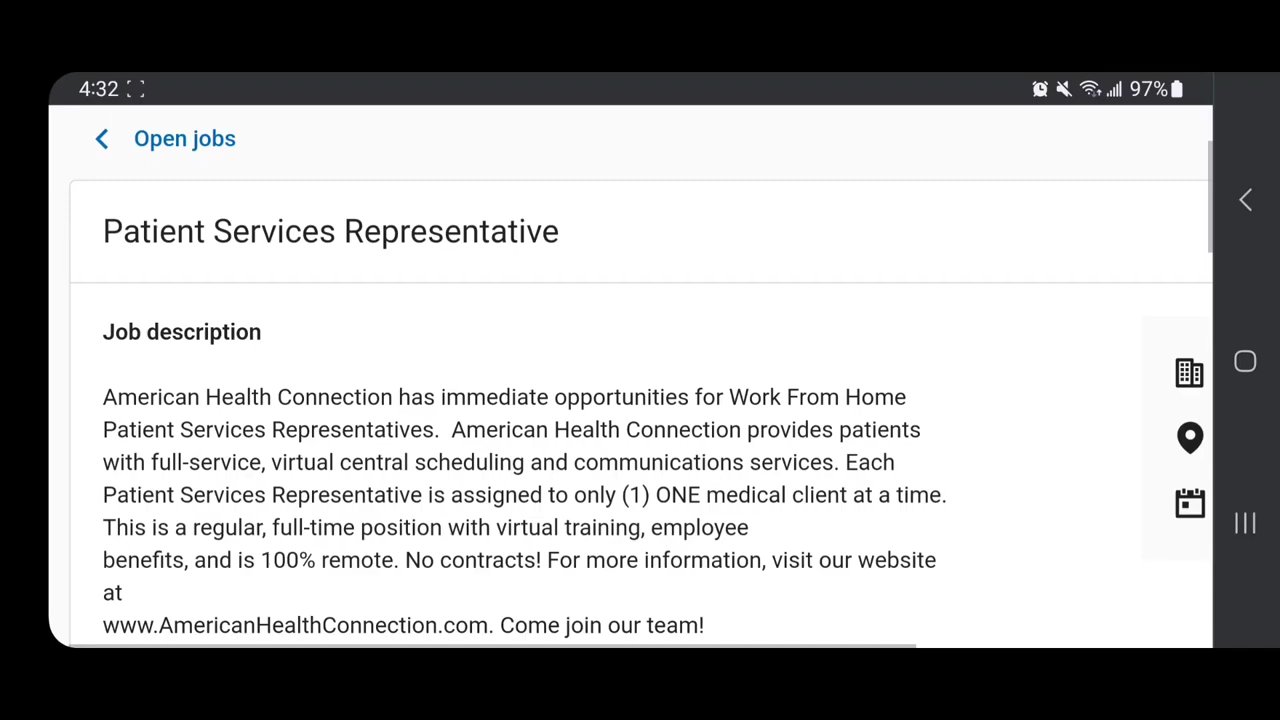 4:32
97%
Open jobs
Patient Services Representative
Job description
American Health Connection has immediate opportunities for Work From Home
Patient Services Representatives.  American Health Connection provides patients
with full-service, virtual central scheduling and communications services. Each
Patient Services Representative is assigned to only (1) ONE medical client at a time.
This is a regular, full-time position with virtual training, employee
benefits, and is 100% remote. No contracts! For more information, visit our website
at
www.AmericanHealthConnection.com. Come join our team!